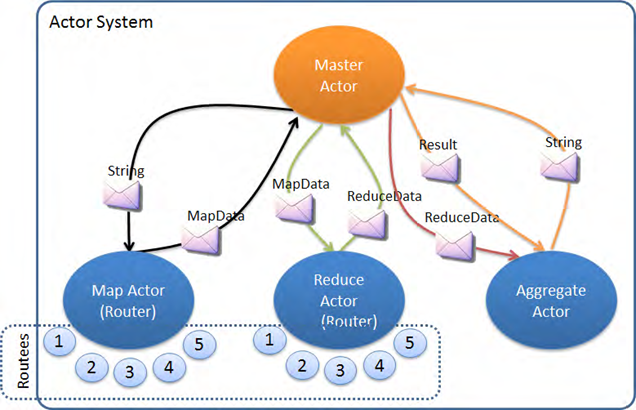 Actor System
Master
Actor
String
MapData
MapData
ReduceData
Result
ReduceData
String
Map Actor
(Router)
Reduce
Actor
(Router)
Aggregate
Actor
Routees
1
2
3
4
5
1
2
3
4
5